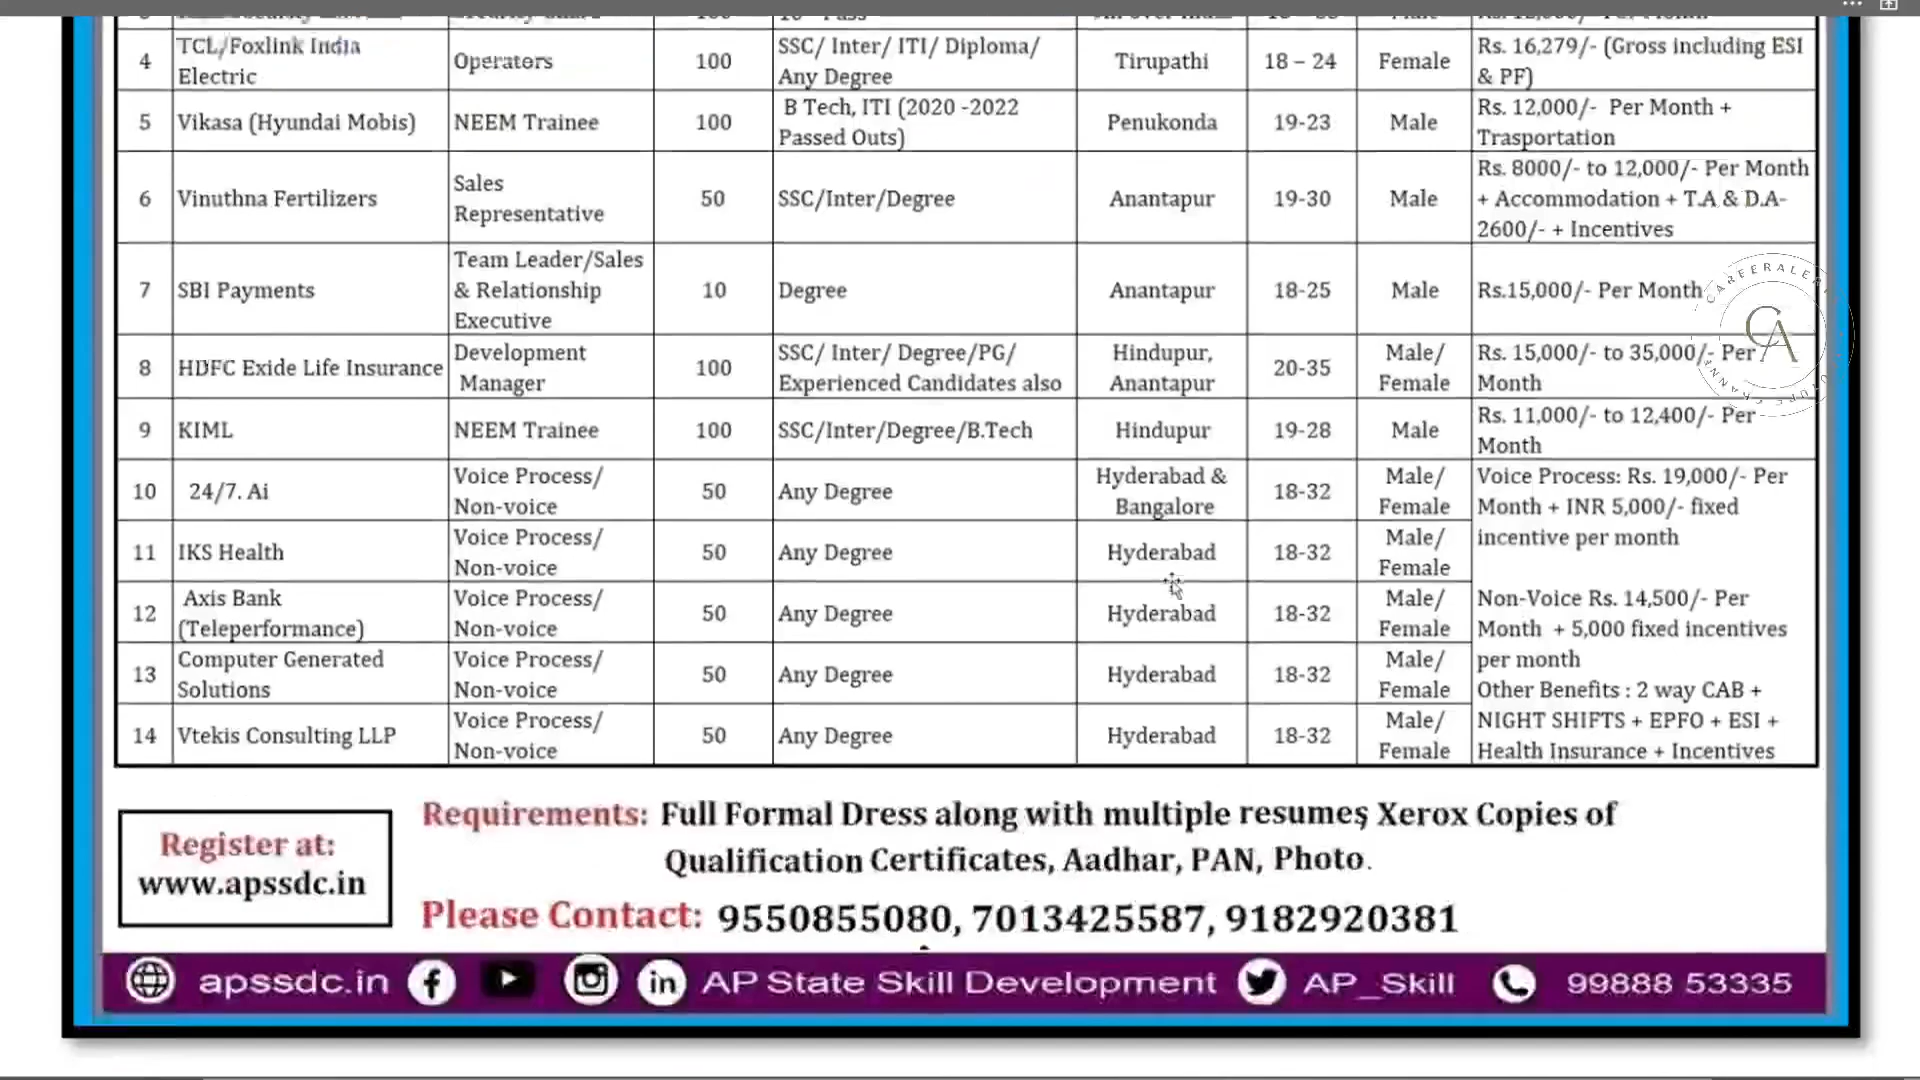 4 TCL/Foxlink India Electric Operators 100 SSC/ Inter/ ITI/ Diploma/ Any Degree Tirupathi 18 – 24 Female Rs. 16,279/- (Gross including ESI & PF)
5 Vikasa (Hyundai Mobis) NEEM Trainee 100 B Tech, ITI (2020 -2022 Passed Outs) Penukonda 19-23 Male Rs. 12,000/- Per Month + Trasportation
6 Vinuthna Fertilizers Sales Representative 50 SSC/Inter/Degree Anantapur 19-30 Male Rs. 8000/- to 12,000/- Per Month + Accommodation + T.A & D.A- 2600/- + Incentives
7 SBI Payments Team Leader/Sales & Relationship Executive 10 Degree Anantapur 18-25 Male Rs.15,000/- Per Month
8 HDFC Exide Life Insurance Development Manager 100 SSC/ Inter/ Degree/PG/ Experienced Candidates also Hindupur, Anantapur 20-35 Male/ Female Rs. 15,000/- to 35,000/- Per Month
9 KIML NEEM Trainee 100 SSC/Inter/Degree/B.Tech Hindupur 19-28 Male Rs. 11,000/- to 12,400/- Per Month
10 24/7. Ai Voice Process/ Non-voice 50 Any Degree Hyderabad & Bangalore 18-32 Male/ Female Voice Process: Rs. 19,000/- Per Month + INR 5,000/- fixed incentive per month
11 IKS Health Voice Process/ Non-voice 50 Any Degree Hyderabad 18-32 Male/ Female
12 Axis Bank (Teleperformance) Voice Process/ Non-voice 50 Any Degree Hyderabad 18-32 Male/ Female Non-Voice Rs. 14,500/- Per Month + 5,000 fixed incentives per month
13 Computer Generated Solutions Voice Process/ Non-voice 50 Any Degree Hyderabad 18-32 Male/ Female Other Benefits : 2 way CAB +
14 Vtekis Consulting LLP Voice Process/ Non-voice 50 Any Degree Hyderabad 18-32 Male/ Female NIGHT SHIFTS + EPFO + ESI + Health Insurance + Incentives
CA
Register at:
www.apssdc.in
Requirements: Full Formal Dress along with multiple resumes, Xerox Copies of
Qualification Certificates, Aadhar, PAN, Photo.
Please Contact: 9550855080, 7013425587, 9182920381
apssdc.in AP State Skill Development AP_Skill 99888 53335